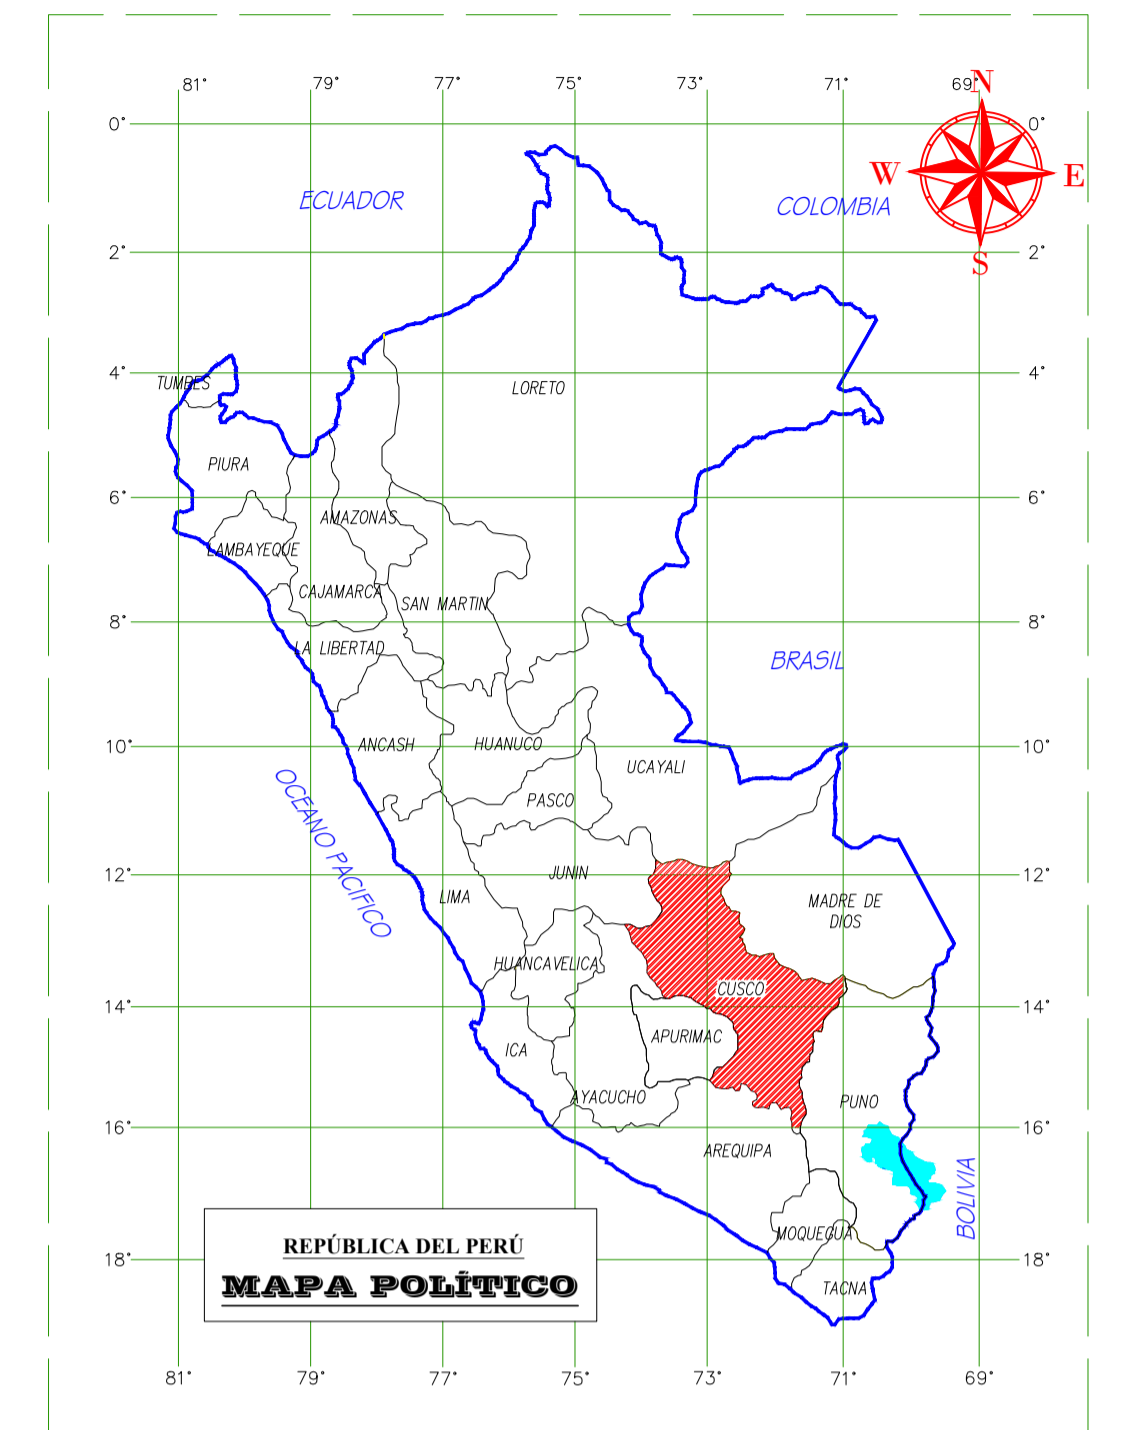 81° 79° 77° 75° 73° 71° 69°
N
0° 0°
W E
ECUADOR COLOMBIA
2° 2°
S
4° 4°
TUMBES
LORETO
PIURA
6° 6°
AMAZONAS
LAMBAYEQUE
CAJAMARCA
SAN MARTIN
8° 8°
LA LIBERTAD
BRASIL
ANCASH
HUANUCO
10° 10°
UCAYALI
PASCO
OCEANO PACIFICO
JUNIN
12° 12°
LIMA
MADRE DE
DIOS
HUANCAVELICA
CUSCO
14° 14°
APURIMAC
ICA
AYACUCHO
PUNO
16° 16°
AREQUIPA
BOLIVIA
MOQUEGUA
REPÚBLICA DEL PERÚ
18° 18°
MAPA POLÍTICO
TACNA
81° 79° 77° 75° 73° 71° 69°